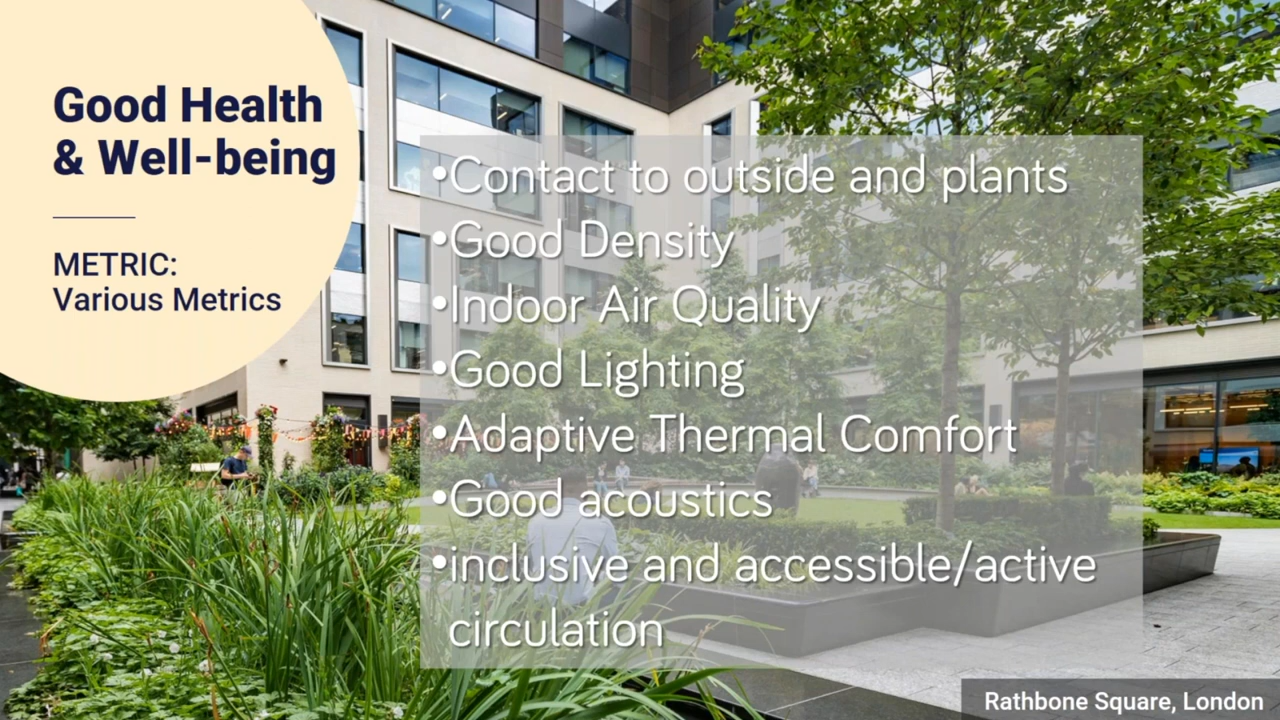 Good Health
& Well-being
METRIC:
Various Metrics
•Contact to outside and plants
•Good Density
•Indoor Air Quality
•Good Lighting
•Adaptive Thermal Comfort
•Good acoustics
•inclusive and accessible/active
circulation
Rathbone Square, London